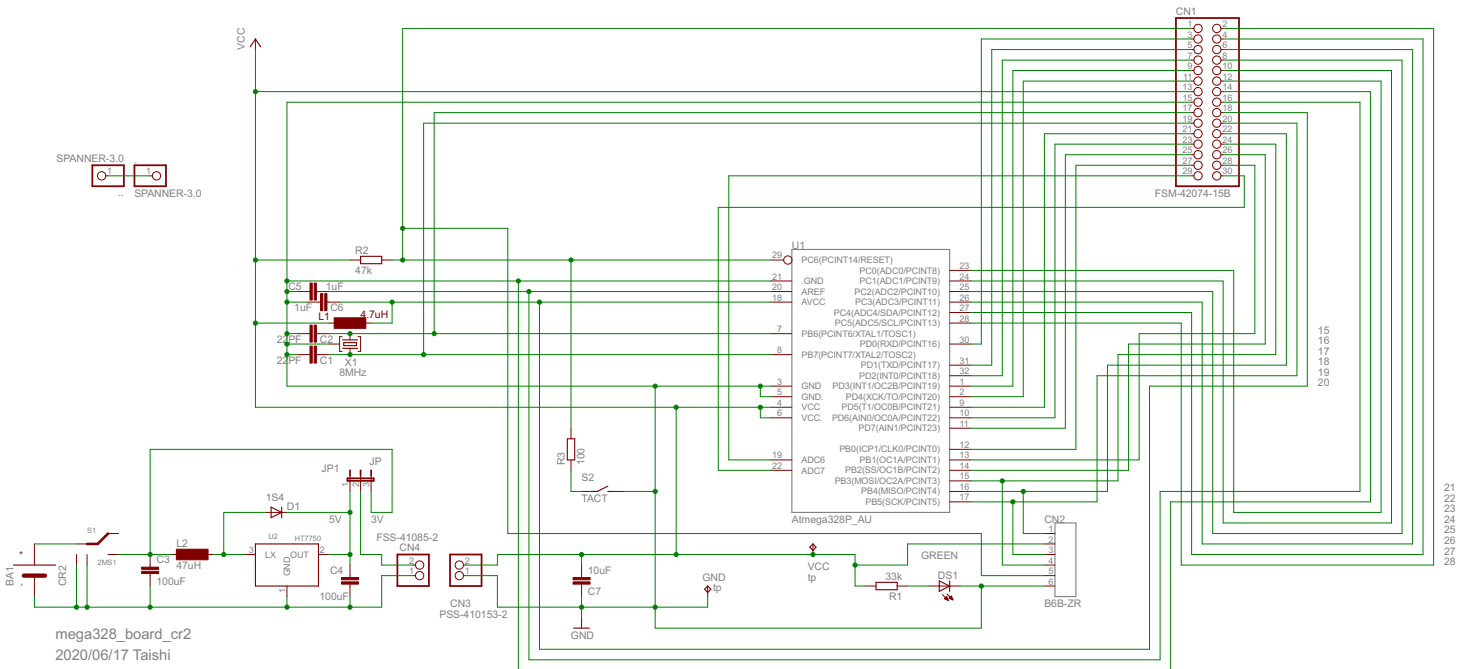 CN1
1 2
3 4
5 6
7 8
9 10
11 12
13 14
15 16
17 18
19 20
21 22
23 24
25 26
27 28
29 30
FSM-42074-15B
VCC
SPANNER-3.0
1 1
SPANNER-3.0
R2
47k
C5 1uF
1uF C6
L1 4.7uH
22PF C2
22PF C1
X1
8MHz
U1
29 PC6(PCINT14/RESET)
21 .GND
20 AREF
18 AVCC
7 PB6(PCINT6/XTAL1/TOSC1)
8 PB7(PCINT7/XTAL2/TOSC2)
3 GND
5 GND.
4 VCC
6 VCC.
19 ADC6
22 ADC7
PC0(ADC0/PCINT8) 23
PC1(ADC1/PCINT9) 24
PC2(ADC2/PCINT10) 25
PC3(ADC3/PCINT11) 26
PC4(ADC4/SDA/PCINT12) 27
PC5(ADC5/SCL/PCINT13) 28
PD0(RXD/PCINT16) 30
PD1(TXD/PCINT17) 31
PD2(INT0/PCINT18) 32
PD3(INT1/OC2B/PCINT19) 1
PD4(XCK/TO/PCINT20) 2
PD5(T1/OC0B/PCINT21) 9
PD6(AIN0/OC0A/PCINT22) 10
PD7(AIN1/PCINT23) 11
PB0(ICP1/CLK0/PCINT0) 12
PB1(OC1A/PCINT1) 13
PB2(SS/OC1B/PCINT2) 14
PB3(MOSI/OC2A/PCINT3) 15
PB4(MISO/PCINT4) 16
PB5(SCK/PCINT5) 17
Atmega328P_AU
15
16
17
18
19
20
21
22
23
24
25
26
27
28
R3
100
S2
TACT
JP1 JP
1 2 3
5V 3V
1S4
D1
S1
2MS1
BA1
+
-
CR2
L2
47uH
C3
100uF
U2 HT7750
3 LX OUT 2
GND
1
C4
100uF
FSS-41085-2
CN4
2
1
2
1
CN3
PSS-410153-2
10uF
C7
GND
GND
tp
VCC
tp
GREEN
33k
R1
DS1
CN2
1
2
3
4
5
6
B6B-ZR
mega328_board_cr2
2020/06/17 Taishi